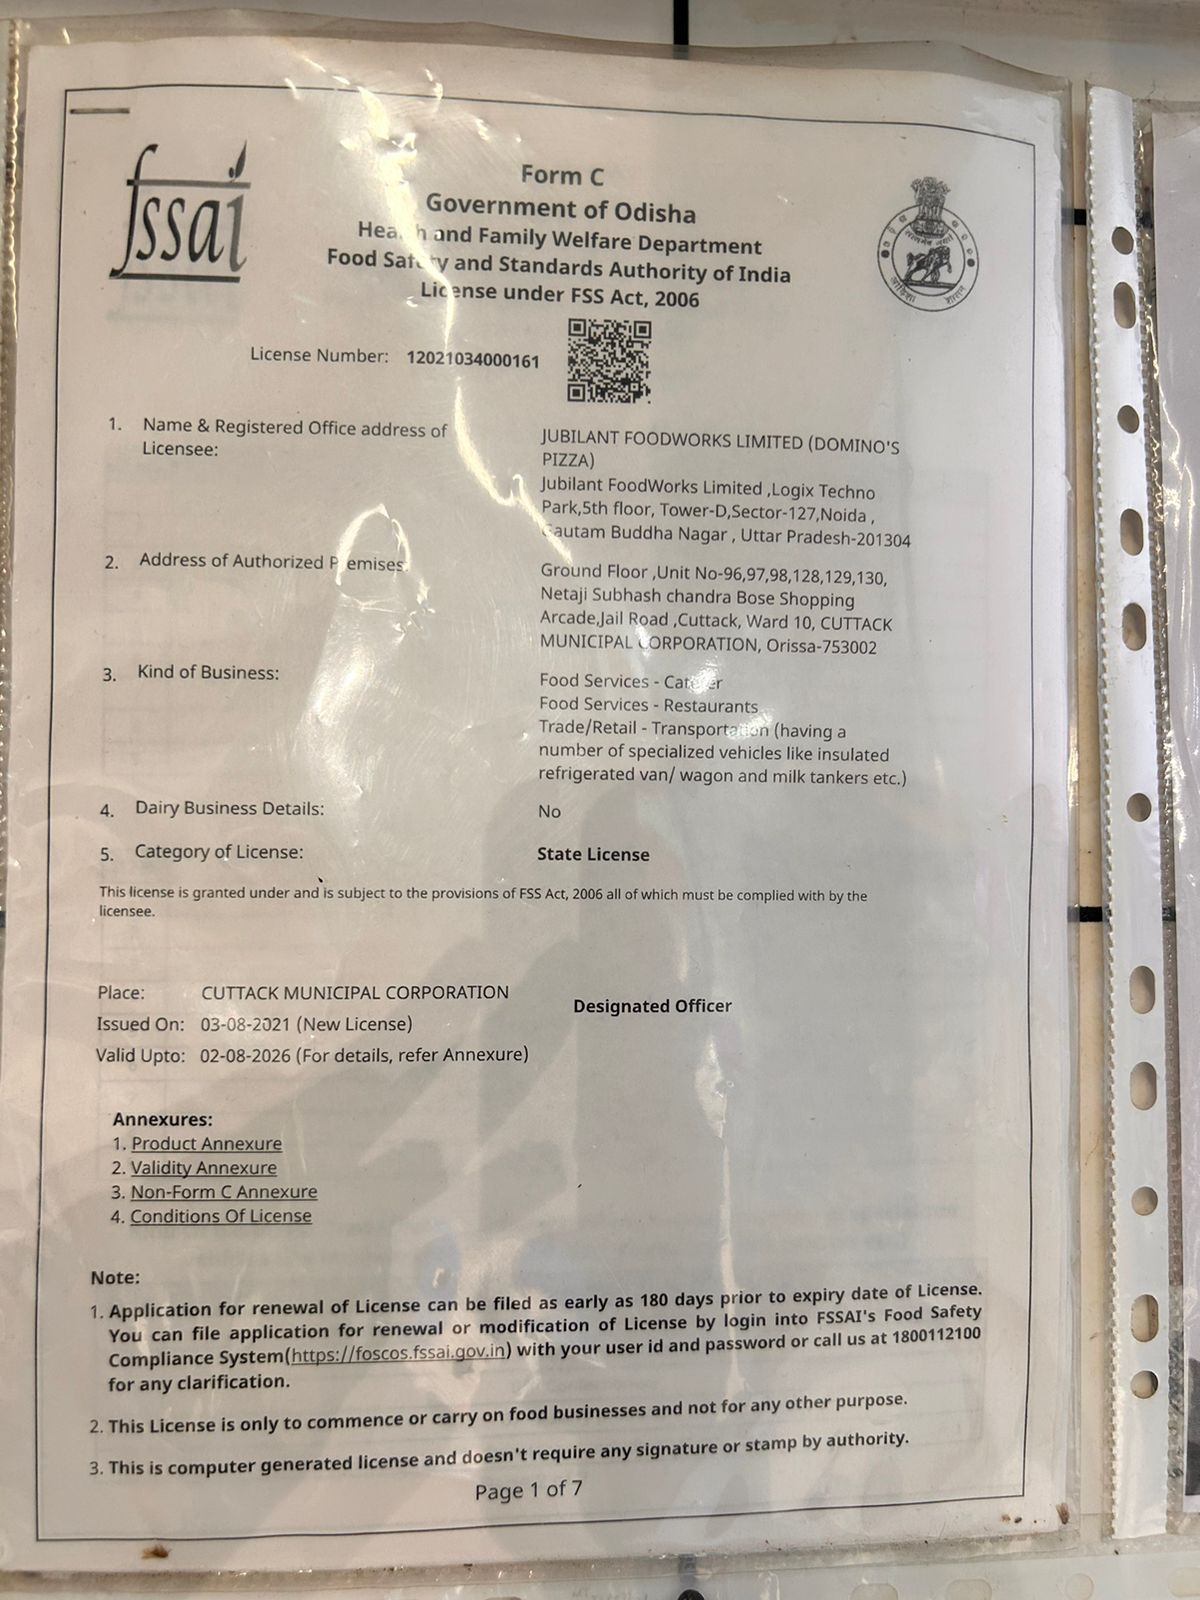 fssai
Form C
Government of Odisha
Health and Family Welfare Department
Food Safety and Standards Authority of India
License under FSS Act, 2006
License Number: 12021034000161
1. Name & Registered Office address of Licensee:
JUBILANT FOODWORKS LIMITED (DOMINO'S
PIZZA)
Jubilant FoodWorks Limited ,Logix Techno
Park,5th floor, Tower-D,Sector-127,Noida ,
Gautam Buddha Nagar , Uttar Pradesh-201304
2. Address of Authorized Premises:
Ground Floor ,Unit No-96,97,98,128,129,130,
Netaji Subhash chandra Bose Shopping
Arcade,Jail Road ,Cuttack, Ward 10, CUTTACK
MUNICIPAL CORPORATION, Orissa-753002
3. Kind of Business:
Food Services - Caterer
Food Services - Restaurants
Trade/Retail - Transportation (having a
number of specialized vehicles like insulated
refrigerated van/ wagon and milk tankers etc.)
4. Dairy Business Details: No
5. Category of License: State License
This license is granted under and is subject to the provisions of FSS Act, 2006 all of which must be complied with by the
licensee.
Place: CUTTACK MUNICIPAL CORPORATION
Designated Officer
Issued On: 03-08-2021 (New License)
Valid Upto: 02-08-2026 (For details, refer Annexure)
Annexures:
1. Product Annexure
2. Validity Annexure
3. Non-Form C Annexure
4. Conditions Of License
Note:
1. Application for renewal of License can be filed as early as 180 days prior to expiry date of License.
You can file application for renewal or modification of License by login into FSSAI's Food Safety
Compliance System(https://foscos.fssai.gov.in) with your user id and password or call us at 1800112100
for any clarification.
2. This License is only to commence or carry on food businesses and not for any other purpose.
3. This is computer generated license and doesn't require any signature or stamp by authority.
Page 1 of 7